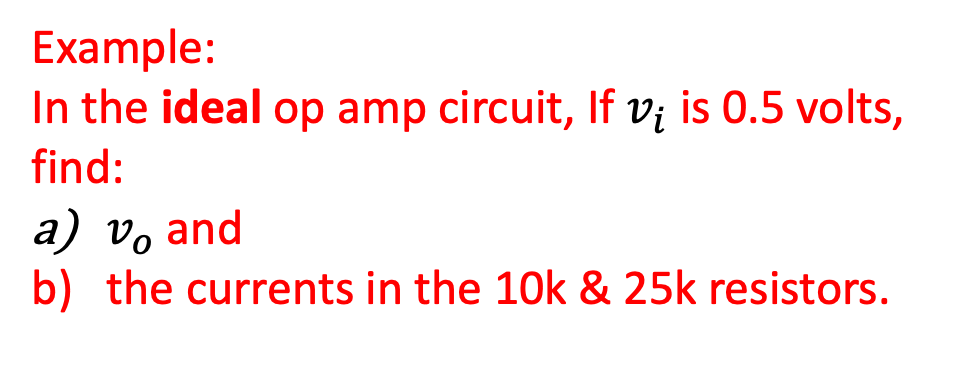 Example:
In the ideal op amp circuit, If 𝑣ᵢ is 0.5 volts,
find:
a) 𝑣ₒ and
b) the currents in the 10k & 25k resistors.